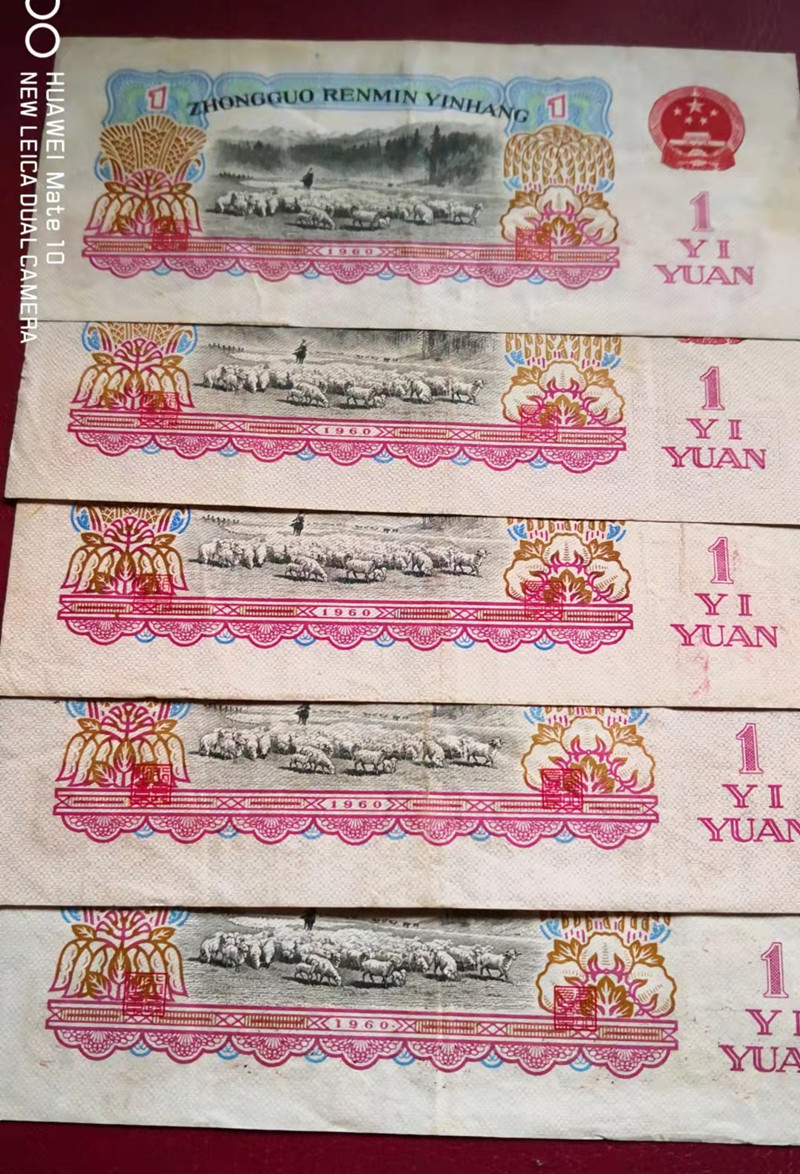 HUAWEI Mate 10
NEW LEICA DUAL CAMERA
1
ZHONGGUO RENMIN YINHANG
1
1960
1
YI
YUAN
1960
1
YI
YUAN
1960
1
YI
YUAN
1960
1
YI
YUAN
1960
1
YI
YUA